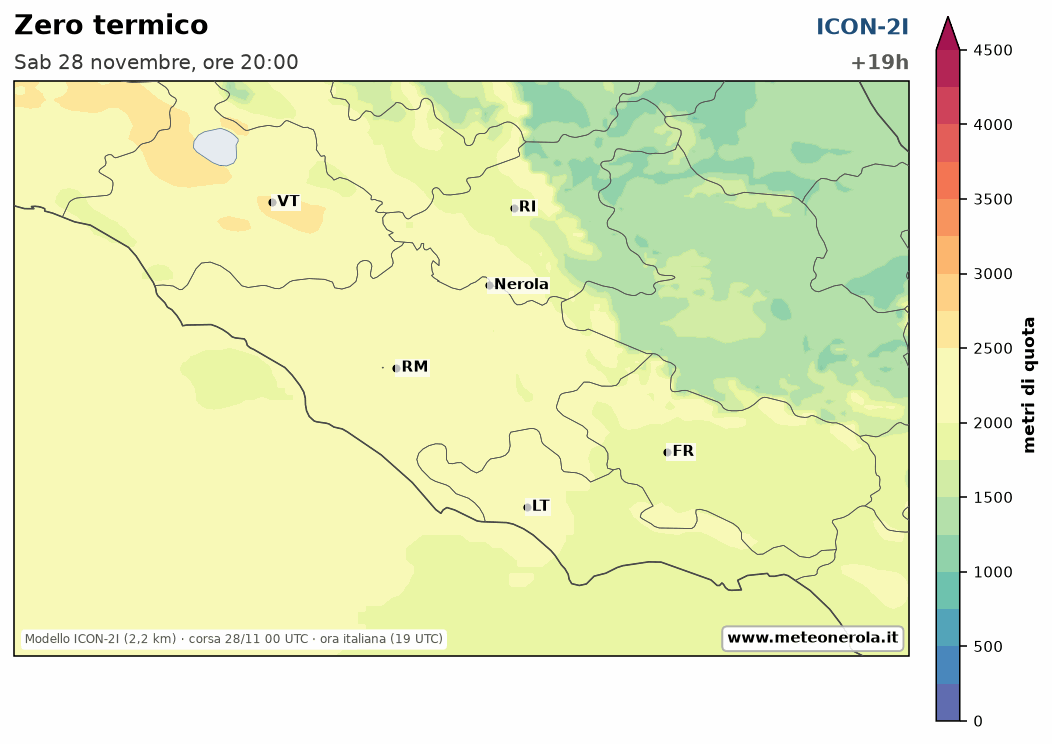 Zero termico
ICON-2I
Sab 28 novembre, ore 20:00
+19h
VT
RI
Nerola
RM
FR
LT
Modello ICON-2I (2,2 km) · corsa 28/11 00 UTC · ora italiana (19 UTC)
www.meteonerola.it
4500
4000
3500
3000
2500
2000
1500
1000
500
0
metri di quota